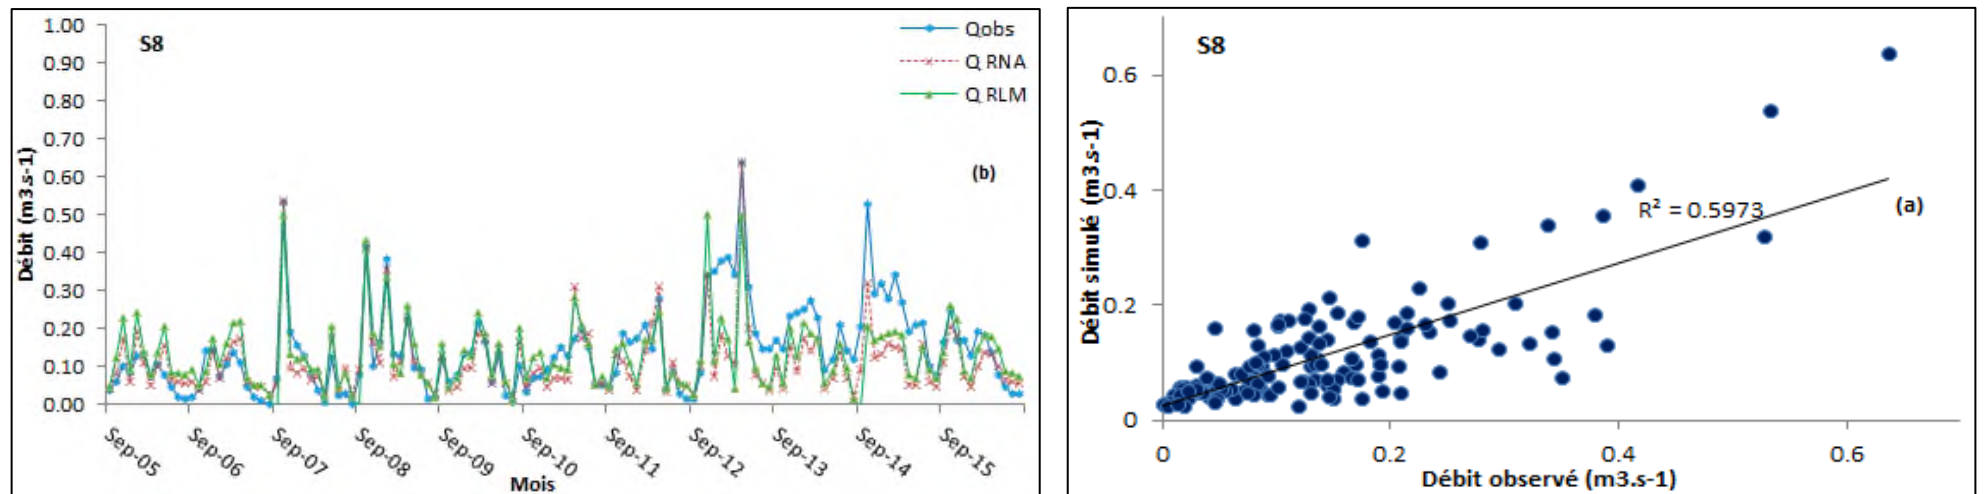 S8
(b)
Débit (m3.s-1)
1.00
0.90
0.80
0.70
0.60
0.50
0.40
0.30
0.20
0.10
0.00
Qobs
Q RNA
Q RLM
Sep-05
Sep-06
Sep-07
Sep-08
Sep-09
Sep-10
Sep-11
Sep-12
Sep-13
Sep-14
Sep-15
Mois
S8
(a)
Débit simulé (m3.s-1)
0.6
0.4
0.2
0
R² = 0.5973
0
0.2
0.4
0.6
Débit observé (m3.s-1)